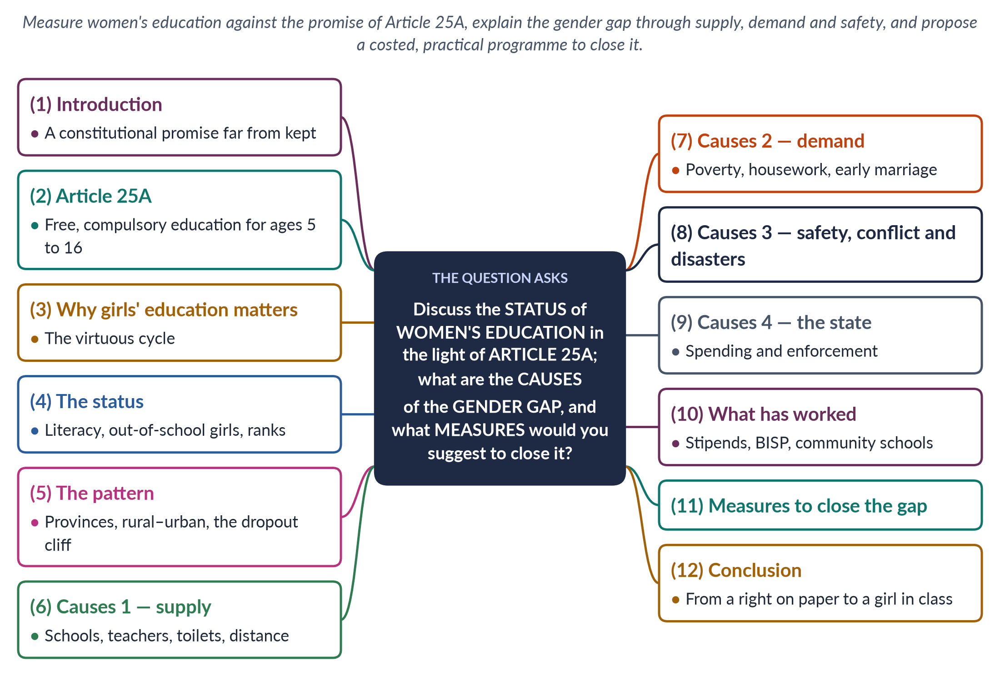 Measure women's education against the promise of Article 25A, explain the gender gap through supply, demand and safety, and propose
a costed, practical programme to close it.
(1) Introduction
• A constitutional promise far from kept
(2) Article 25A
• Free, compulsory education for ages 5
to 16
(3) Why girls' education matters
• The virtuous cycle
(4) The status
• Literacy, out-of-school girls, ranks
(5) The pattern
• Provinces, rural–urban, the dropout
cliff
(6) Causes 1 — supply
• Schools, teachers, toilets, distance
THE QUESTION ASKS
Discuss the STATUS of
WOMEN'S EDUCATION in
the light of ARTICLE 25A;
what are the CAUSES
of the GENDER GAP, and
what MEASURES would you
suggest to close it?
(7) Causes 2 — demand
• Poverty, housework, early marriage
(8) Causes 3 — safety, conflict and
disasters
(9) Causes 4 — the state
• Spending and enforcement
(10) What has worked
• Stipends, BISP, community schools
(11) Measures to close the gap
(12) Conclusion
• From a right on paper to a girl in class